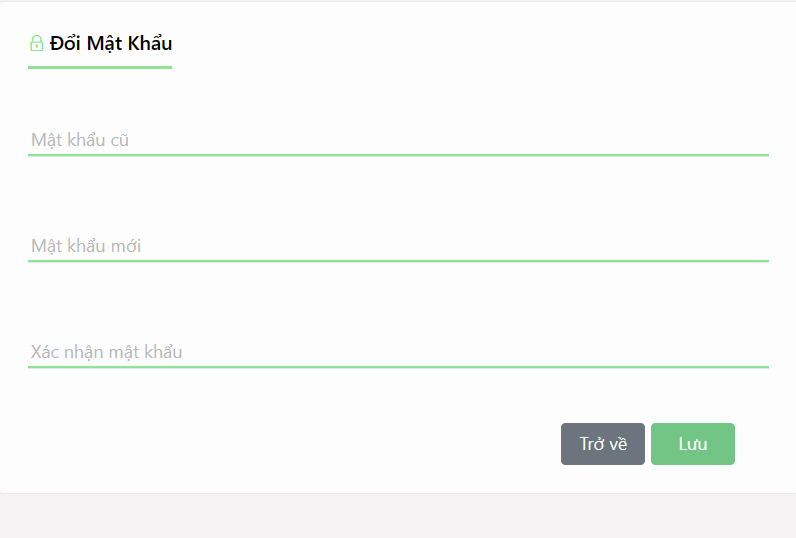 Đổi Mật Khẩu
Mật khẩu cũ
Mật khẩu mới
Xác nhận mật khẩu
Trở về Lưu